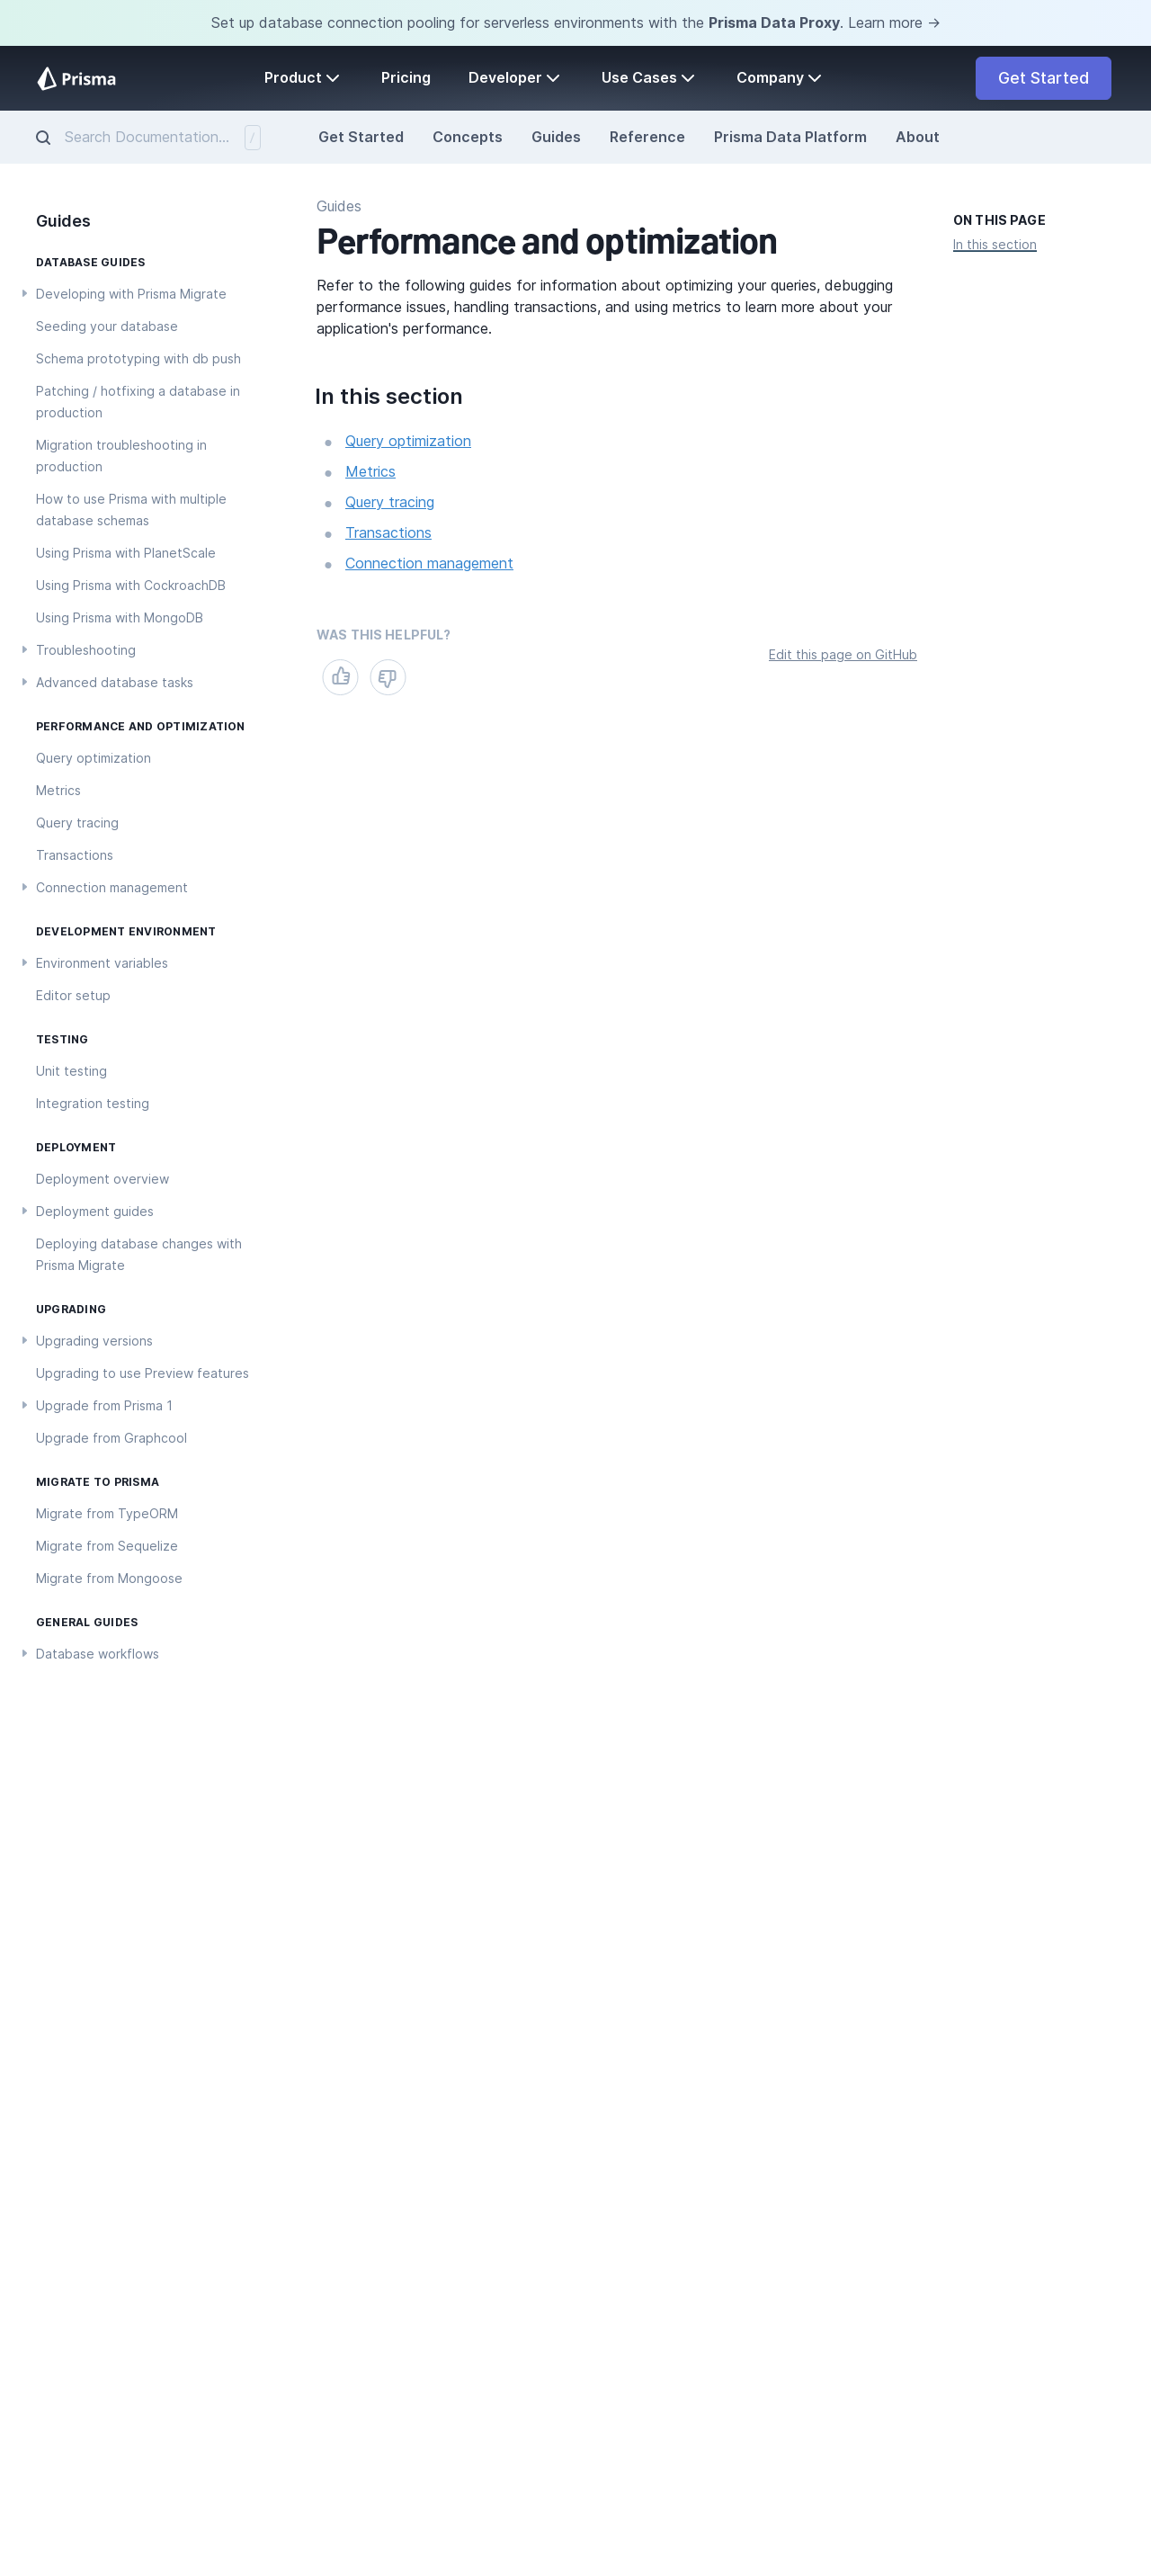 Set up database connection pooling for serverless environments with the Prisma Data Proxy. Learn more →
Prisma
Product
Pricing
Developer
Use Cases
Company
Get Started
Search Documentation...
/
Get Started
Concepts
Guides
Reference
Prisma Data Platform
About
Guides
DATABASE GUIDES
Developing with Prisma Migrate
Seeding your database
Schema prototyping with db push
Patching / hotfixing a database in
production
Migration troubleshooting in
production
How to use Prisma with multiple
database schemas
Using Prisma with PlanetScale
Using Prisma with CockroachDB
Using Prisma with MongoDB
Troubleshooting
Advanced database tasks
PERFORMANCE AND OPTIMIZATION
Query optimization
Metrics
Query tracing
Transactions
Connection management
DEVELOPMENT ENVIRONMENT
Environment variables
Editor setup
TESTING
Unit testing
Integration testing
DEPLOYMENT
Deployment overview
Deployment guides
Deploying database changes with
Prisma Migrate
UPGRADING
Upgrading versions
Upgrading to use Preview features
Upgrade from Prisma 1
Upgrade from Graphcool
MIGRATE TO PRISMA
Migrate from TypeORM
Migrate from Sequelize
Migrate from Mongoose
GENERAL GUIDES
Database workflows
Guides
Performance and optimization
Refer to the following guides for information about optimizing your queries, debugging
performance issues, handling transactions, and using metrics to learn more about your
application's performance.
In this section
Query optimization
Metrics
Query tracing
Transactions
Connection management
WAS THIS HELPFUL?
Edit this page on GitHub
ON THIS PAGE
In this section